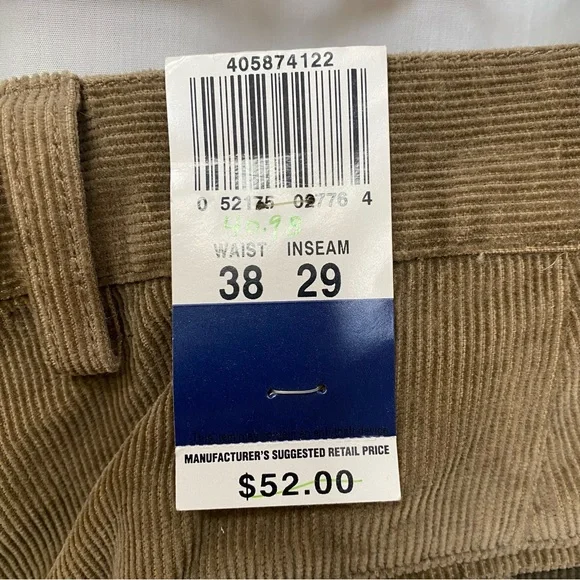 405874122
0 52175 02776 4
WAIST INSEAM
38 29
MANUFACTURER'S SUGGESTED RETAIL PRICE
$52.00